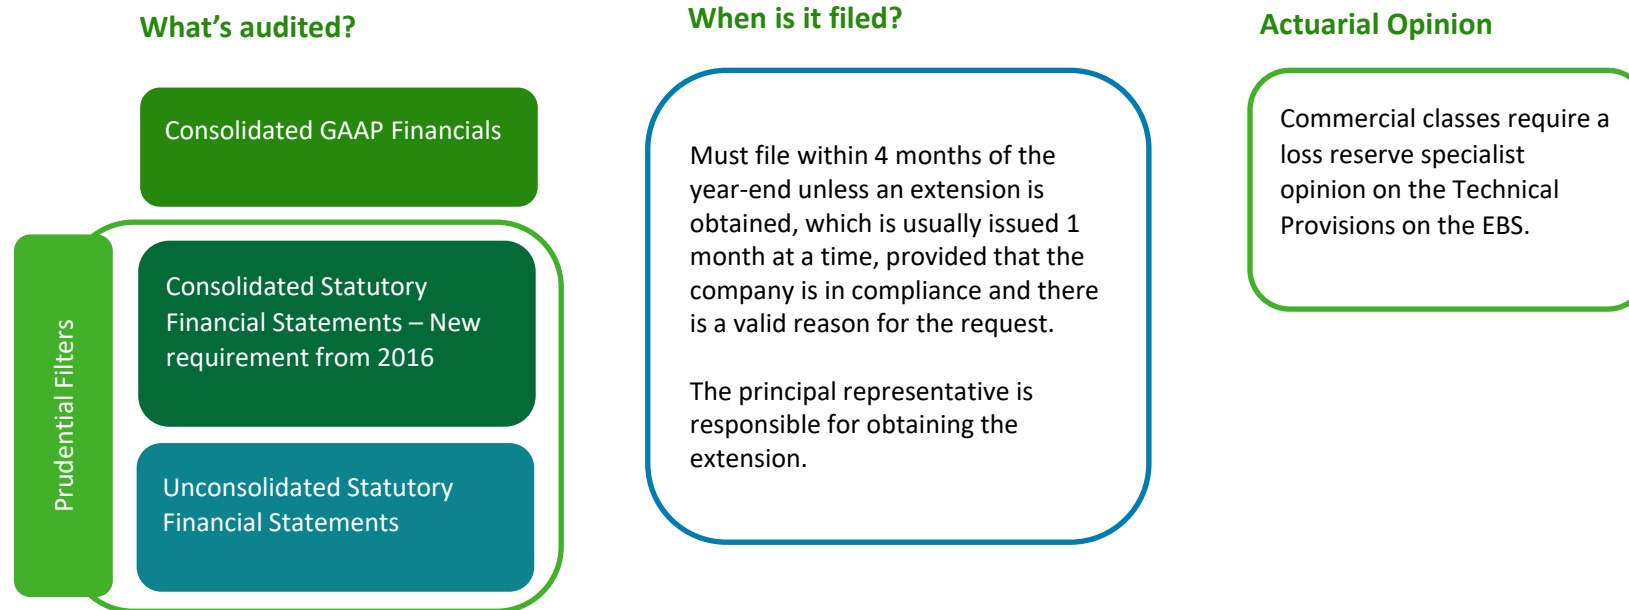 What’s audited?
Consolidated GAAP Financials
Prudential Filters
Consolidated Statutory
Financial Statements – New
requirement from 2016
Unconsolidated Statutory
Financial Statements
When is it filed?
Must file within 4 months of the
year-end unless an extension is
obtained, which is usually issued 1
month at a time, provided that the
company is in compliance and there
is a valid reason for the request.
The principal representative is
responsible for obtaining the
extension.
Actuarial Opinion
Commercial classes require a
loss reserve specialist
opinion on the Technical
Provisions on the EBS.